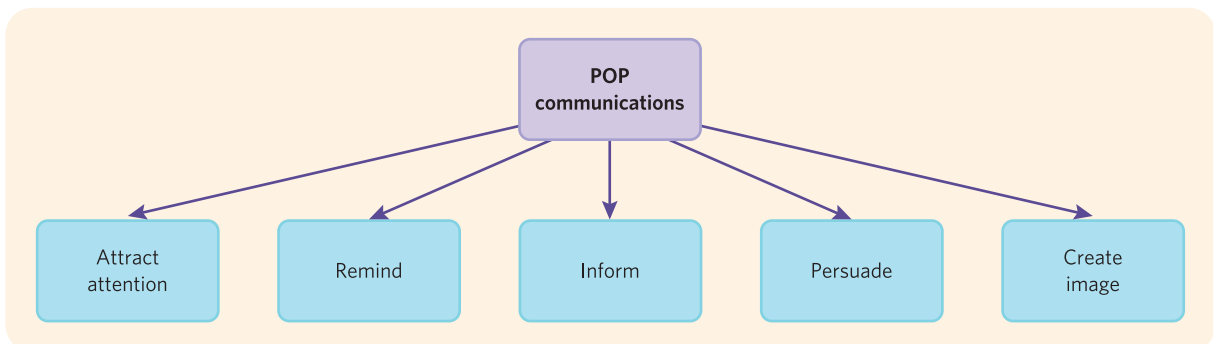 POP
communications
Attract
attention
Remind
Inform
Persuade
Create
image